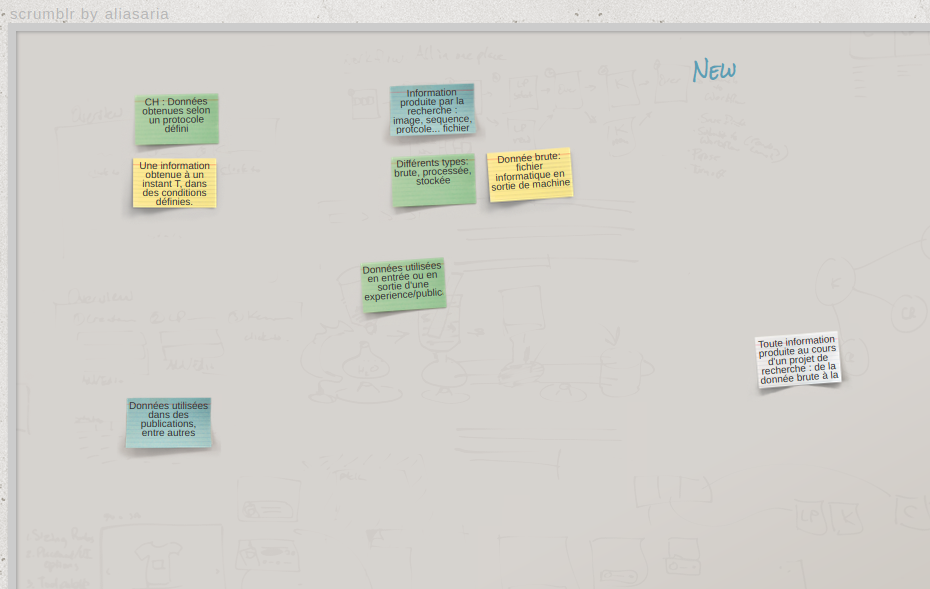 scrumblr by aliasaria
New
CH : Données
obtenues selon
un protocole
défini
Information
produite par la
recherche :
image, sequence,
protcole... fichier
Une information
obtenue à un
instant T, dans
des conditions
définies.
Différents types:
brute, processée,
stockée
Donnée brute:
fichier
informatique en
sortie de machine
Données utilisées
en entrée ou en
sortie d'une
experience/public
Toute information
produite au cours
d'un projet de
recherche : de la
donnée brute à la
Données utilisées
dans des
publications,
entre autres